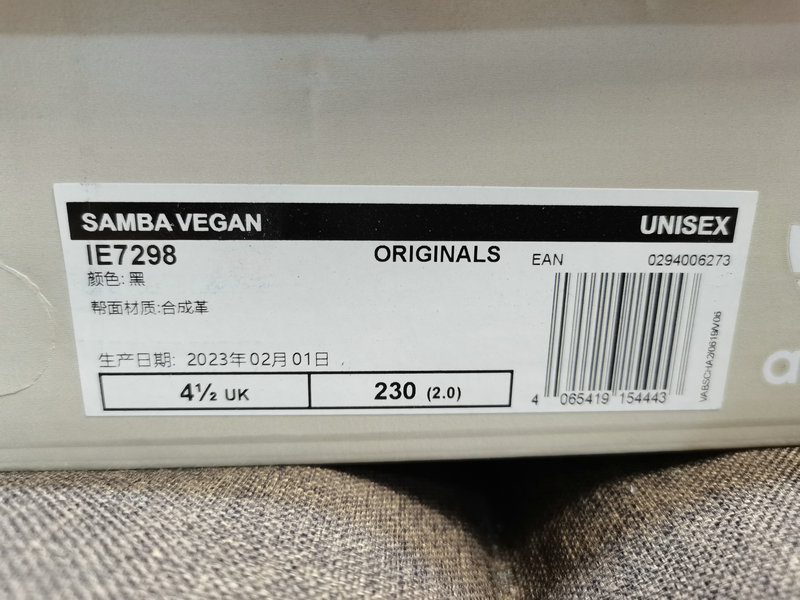 SAMBA VEGAN UNISEX
IE7298 ORIGINALS EAN 0294006273
颜色:黑
帮面材质:合成革
生产日期: 2023年02月01日
4½ UK 230 (2.0)
4 065419 154443